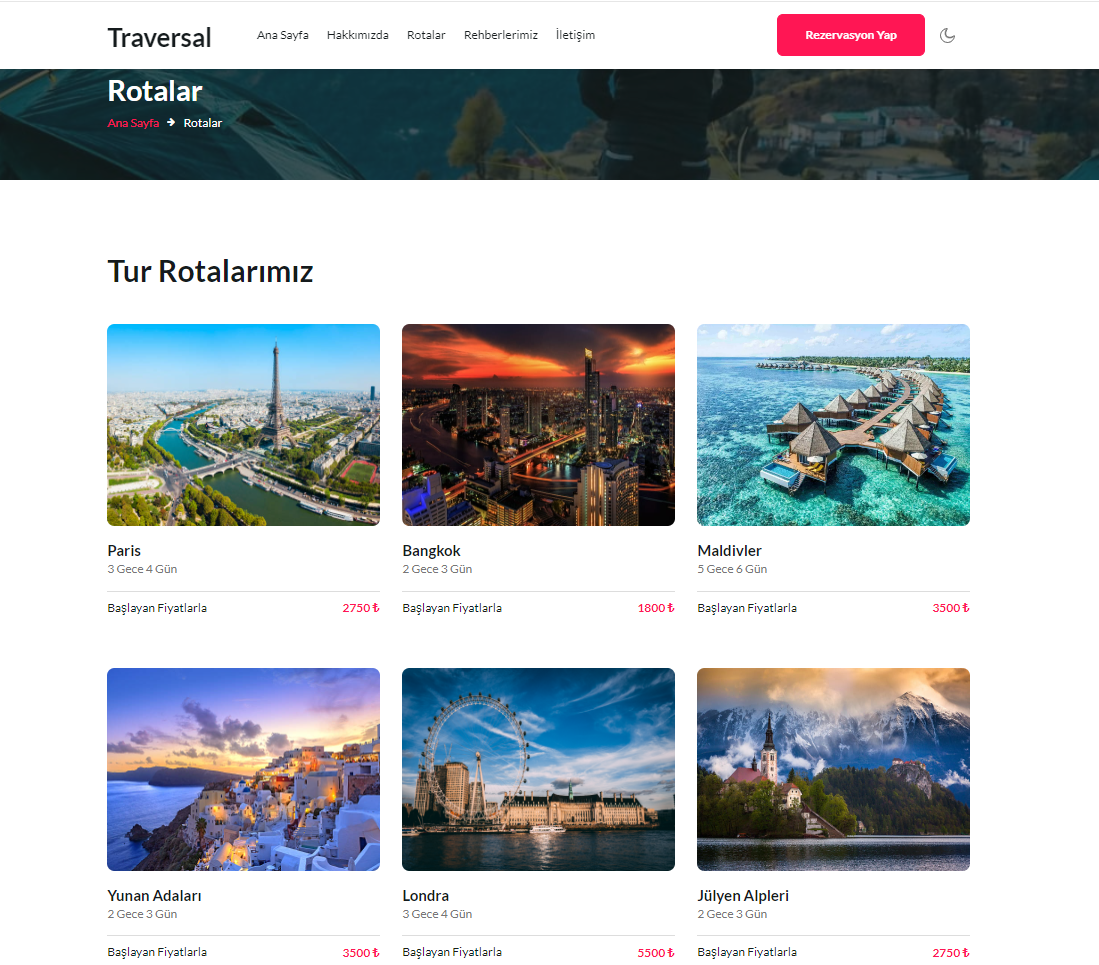 Traversal
Ana Sayfa
Hakkımızda
Rotalar
Rehberlerimiz
İletişim
Rezervasyon Yap
Rotalar
Ana Sayfa → Rotalar
Tur Rotalarımız
Paris
3 Gece 4 Gün
Başlayan Fiyatlarla 2750 ₺
Bangkok
2 Gece 3 Gün
Başlayan Fiyatlarla 1800 ₺
Maldivler
5 Gece 6 Gün
Başlayan Fiyatlarla 3500 ₺
Yunan Adaları
2 Gece 3 Gün
Başlayan Fiyatlarla 3500 ₺
Londra
3 Gece 4 Gün
Başlayan Fiyatlarla 5500 ₺
Jülyen Alpleri
2 Gece 3 Gün
Başlayan Fiyatlarla 2750 ₺